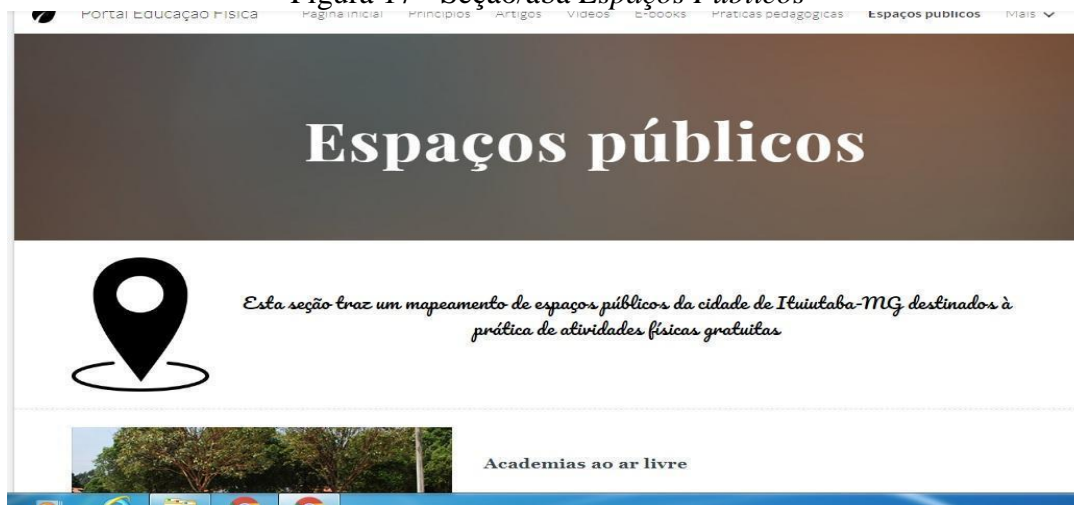 Figura 17 - Seção/aba Espaços Públicos
Portal Educação Física Página inicial Princípios Artigos Vídeos E-books Práticas pedagógicas Espaços públicos Mais
Espaços públicos
Esta seção traz um mapeamento de espaços públicos da cidade de Ituiutaba-MG destinados à
prática de atividades físicas gratuitas
Academias ao ar livre